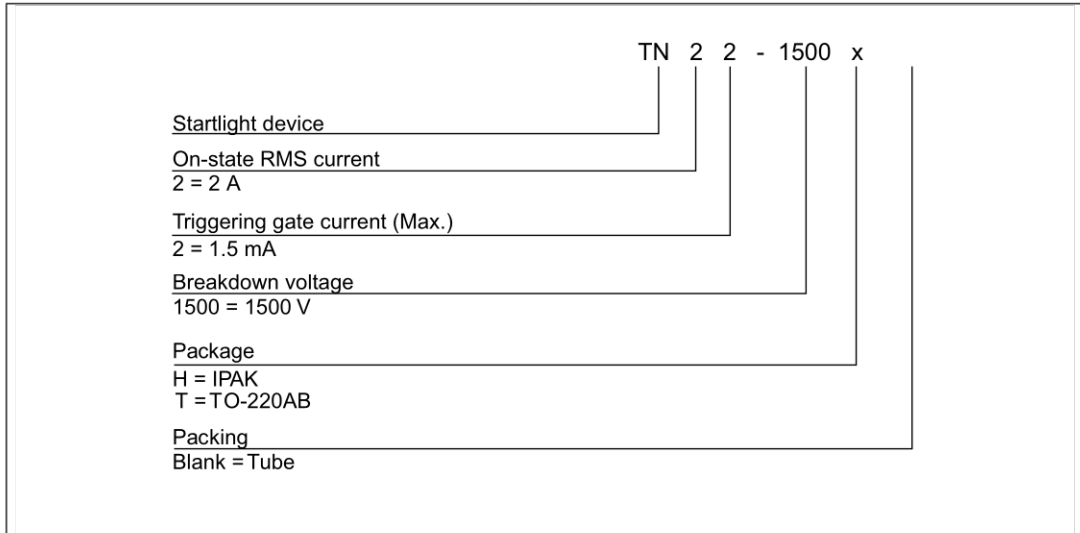 TN 2 2 - 1500 x
Startlight device
On-state RMS current
2 = 2 A
Triggering gate current (Max.)
2 = 1.5 mA
Breakdown voltage
1500 = 1500 V
Package
H = IPAK
T = TO-220AB
Packing
Blank = Tube